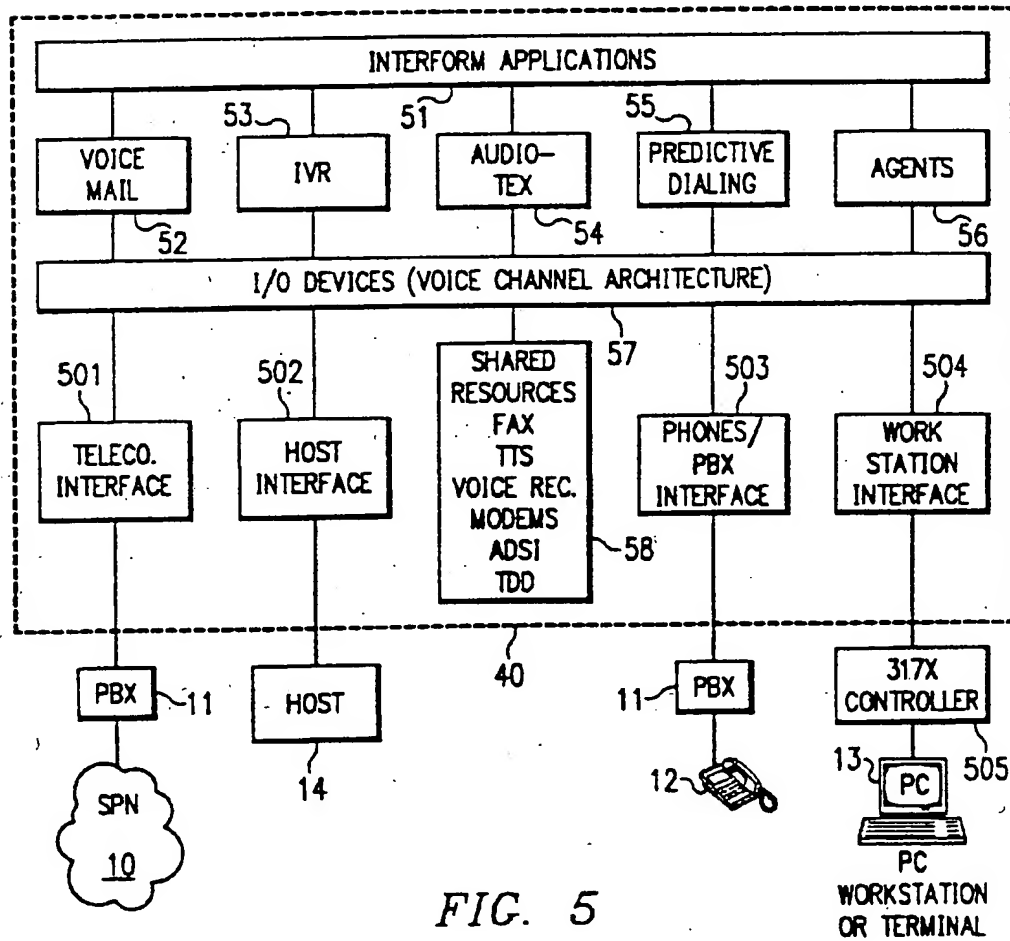 INTERFORM APPLICATIONS
51
53
55
VOICE
MAIL
52
IVR
AUDIO-
TEX
54
PREDICTIVE
DIALING
AGENTS
56
I/O DEVICES (VOICE CHANNEL ARCHITECTURE)
57
501
TELECO.
INTERFACE
502
HOST
INTERFACE
SHARED
RESOURCES
FAX
TTS
VOICE REC.
MODEMS
ADSI
TDD
58
503
PHONES/
PBX
INTERFACE
504
WORK
STATION
INTERFACE
40
PBX
11
HOST
14
PBX
11
317X
CONTROLLER
505
SPN
10
12
13
PC
PC
WORKSTATION
OR TERMINAL
FIG. 5